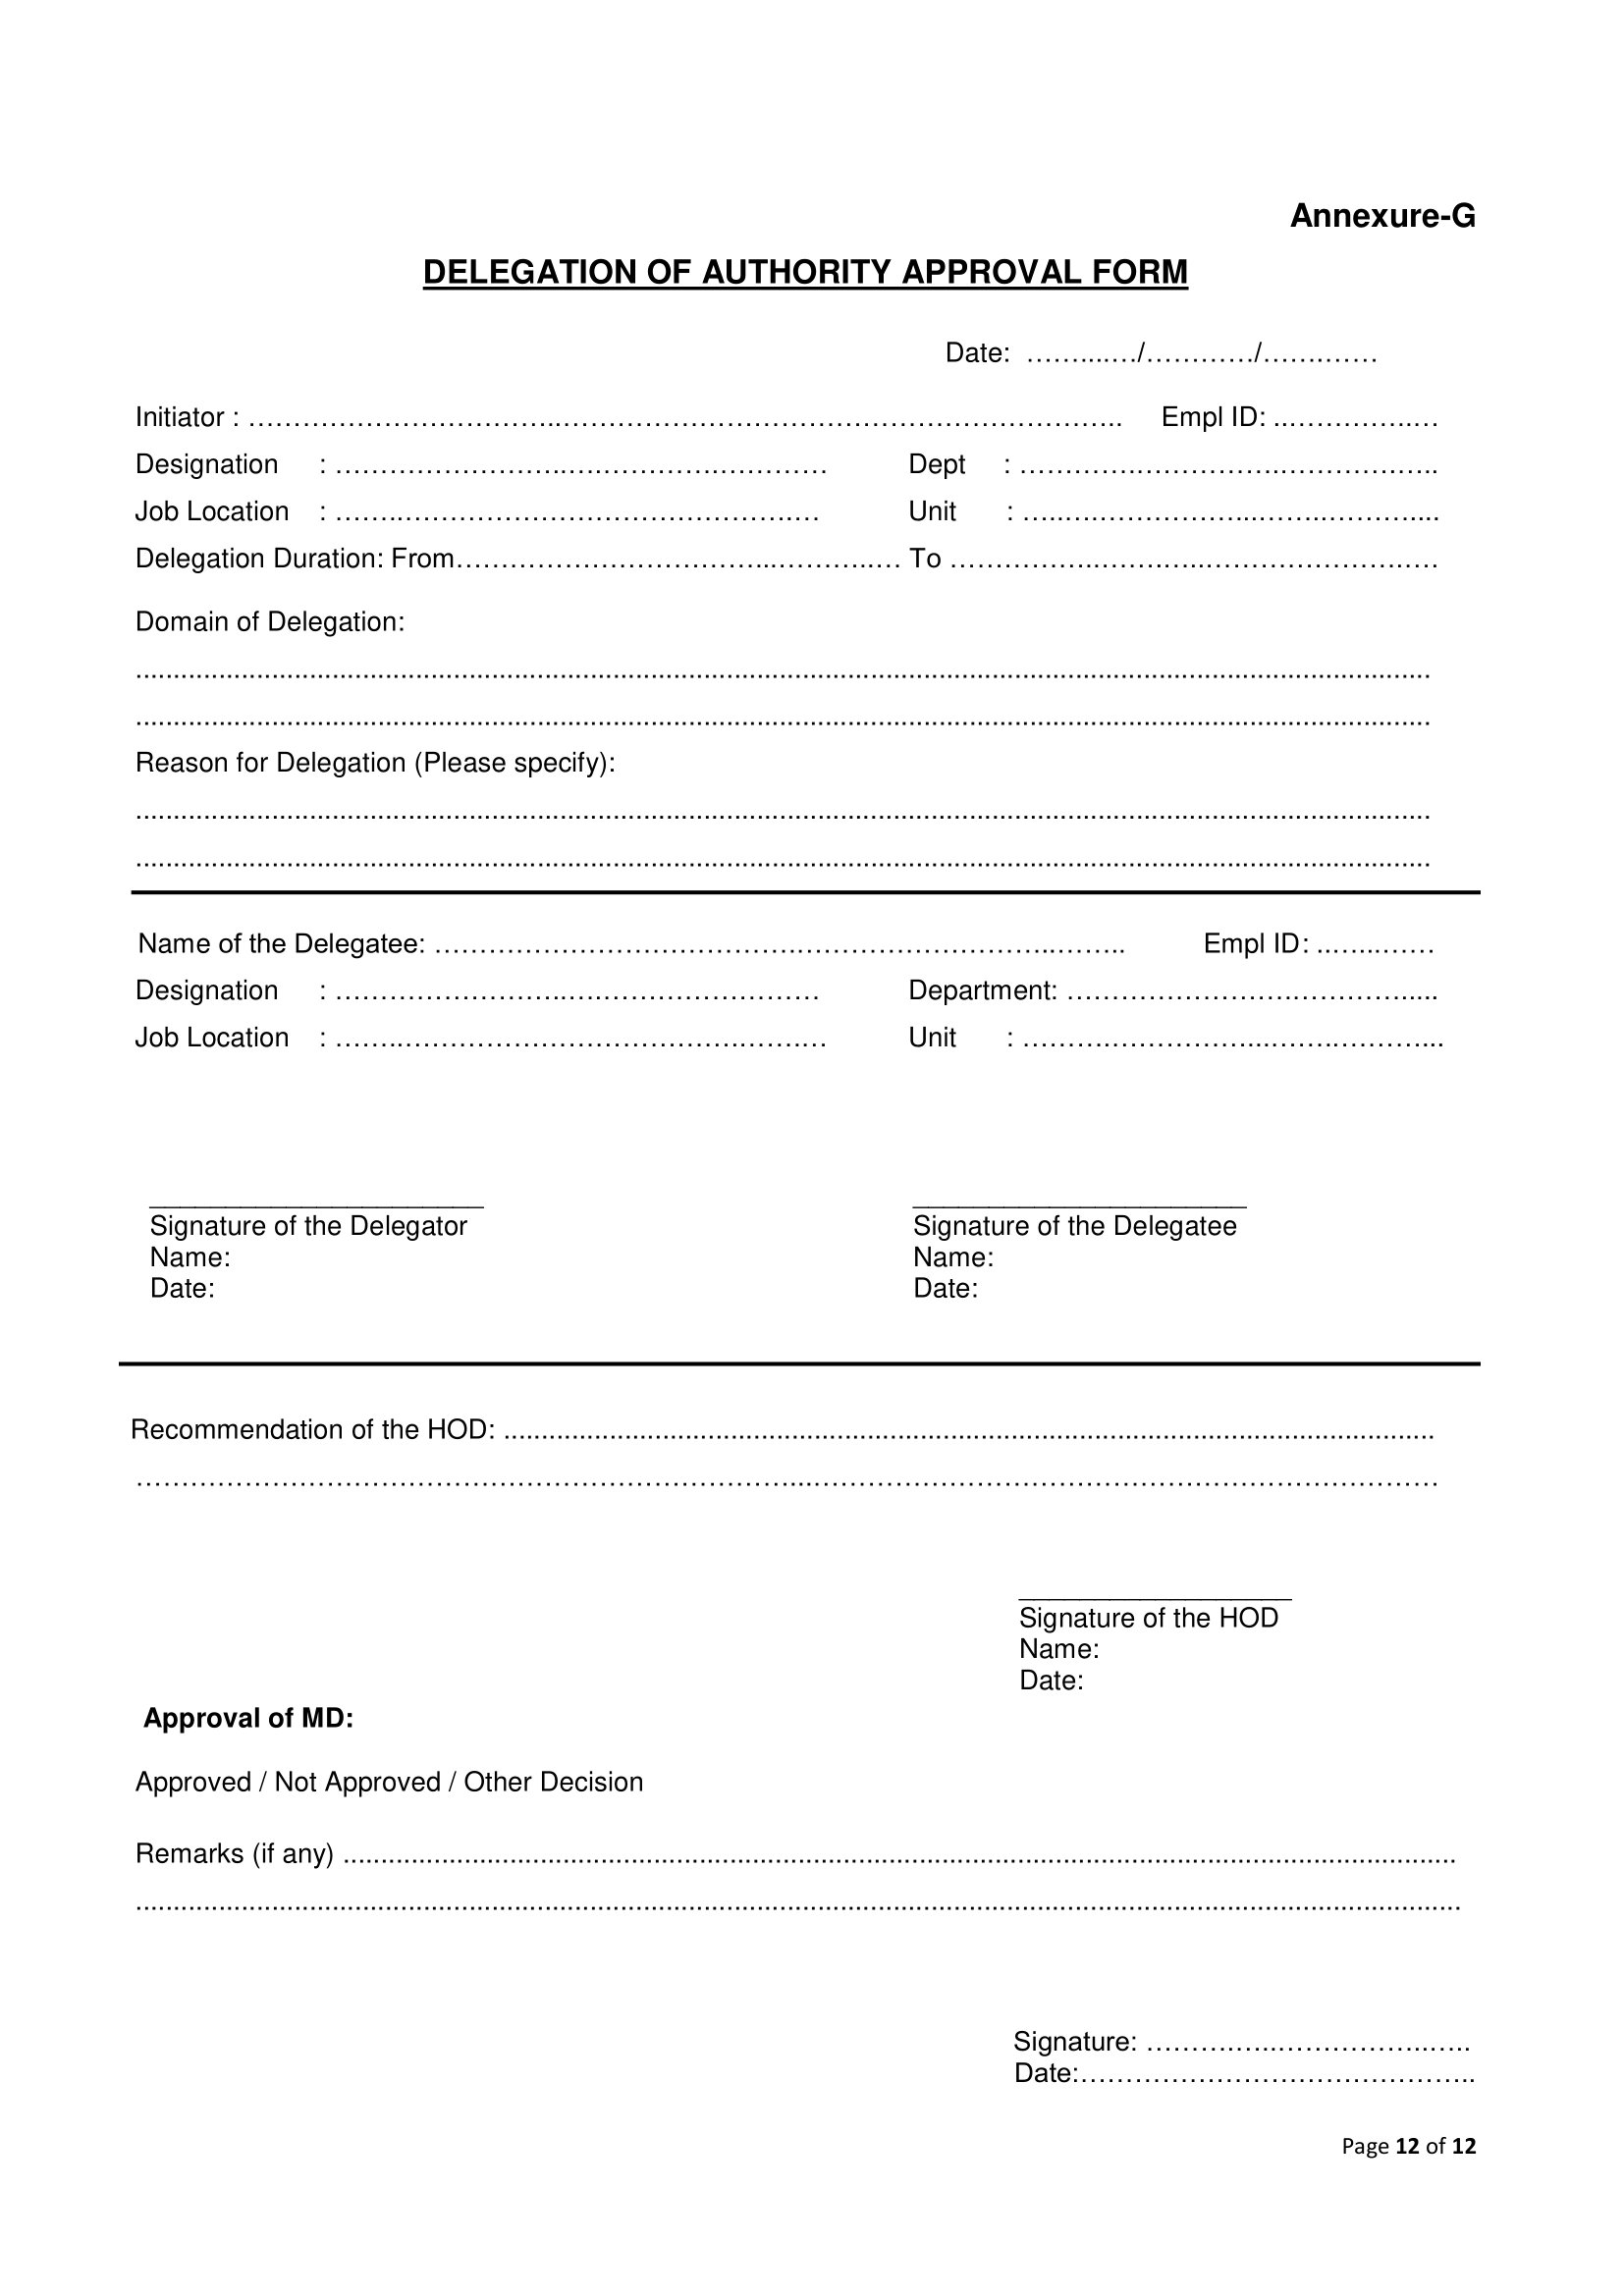 Annexure-G
DELEGATION OF AUTHORITY APPROVAL FORM
Date: ……...…/…………/…….……
Initiator : ……………………………..……………………………………………………….. Empl ID: ..…………..…
Designation : ……………………..…………….………… Dept : ………….…………….……………..
Job Location : ……..…………………………………….… Unit : …..…………………..……..………....
Delegation Duration: From……………………………...………..… To ……………..……....…………………….……
Domain of Delegation:
................................................................................................................................................
................................................................................................................................................
Reason for Delegation (Please specify):
................................................................................................................................................
................................................................................................................................................
Name of the Delegatee: ………………………………….……………………..…….. Empl ID: ..…..……
Designation : ……………………..……………….……… Department: …………………….………….....
Job Location : ……..……………………………….…….… Unit : ……….……………..……..………...
Signature of the Delegator Signature of the Delegatee
Name: Name:
Date: Date:
Recommendation of the HOD: ........................................................................................................
………………………………………………………………..……………………………………………………………
Signature of the HOD
Name:
Date:
Approval of MD:
Approved / Not Approved / Other Decision
Remarks (if any) ............................................................................................................................
....................................................................................................................................................
Signature: ……….…..……………..…..
Date:……………………………………..
Page 12 of 12